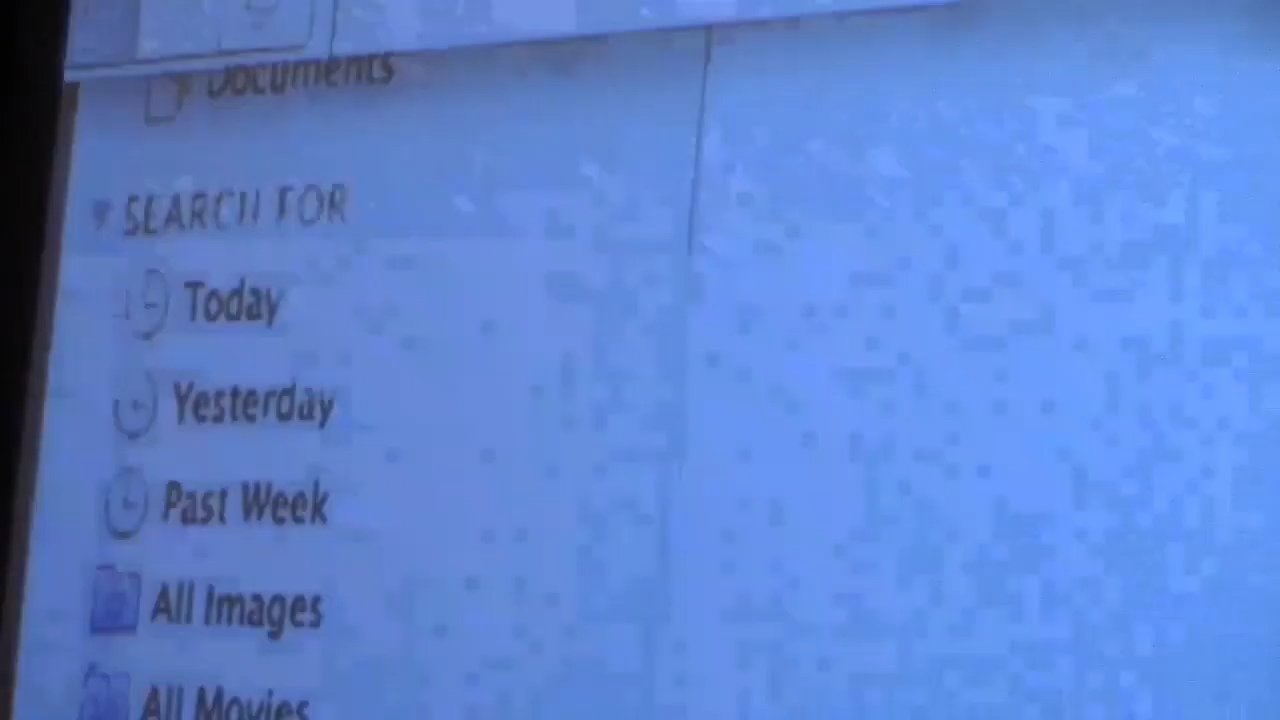 Documents
SEARCH FOR
Today
Yesterday
Past Week
All Images
All Movies